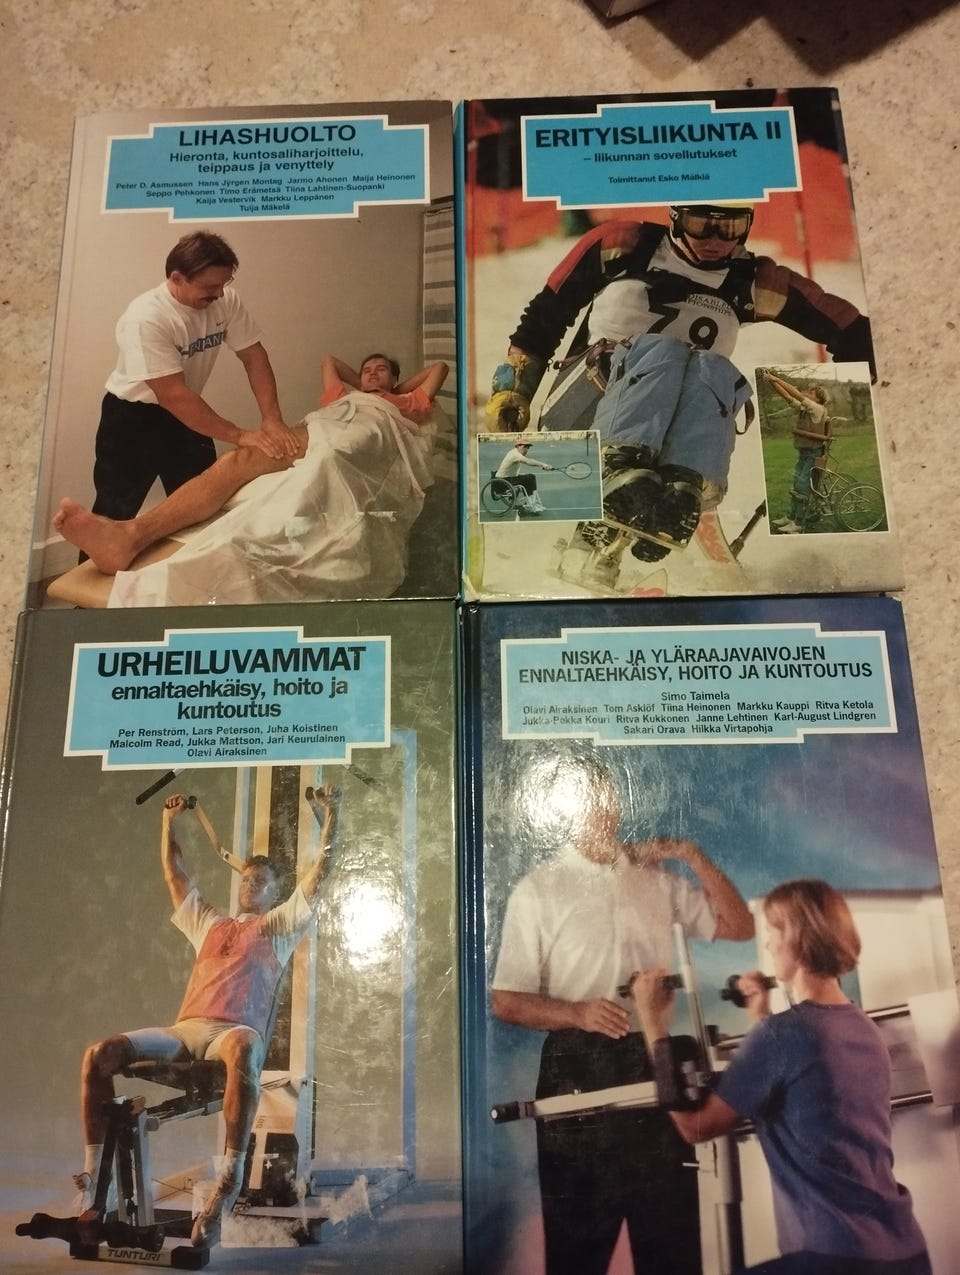 LIHASHUOLTO
Hieronta, kuntosaliharjoittelu,
teippaus ja venyttely
Peter D. Asmussen Hans Jyrgen Montag Jarmo Ahonen Maija Heinonen
Seppo Pehkonen Timo Erämetsä Tiina Lahtinen-Suopanki
Kaija Vestervik Markku Leppänen
Tuija Mäkelä
ERITYISLIIKUNTA II
– liikunnan sovellutukset
Toimittanut Esko Mälkiä
DISABLED
79
URHEILUVAMMAT
ennaltaehkäisy, hoito ja
kuntoutus
Per Renström, Lars Peterson, Juha Koistinen
Malcolm Read, Jukka Mattson, Jari Keurulainen
Olavi Airaksinen
TUNTURI
NISKA- JA YLÄRAAJAVAIVOJEN
ENNALTAEHKÄISY, HOITO JA KUNTOUTUS
Simo Taimela
Olavi Airaksinen Tom Asklöf Tiina Heinonen Markku Kauppi Ritva Ketola
Jukka-Pekka Kouri Ritva Kukkonen Janne Lehtinen Karl-August Lindgren
Sakari Orava Hilkka Virtapohja